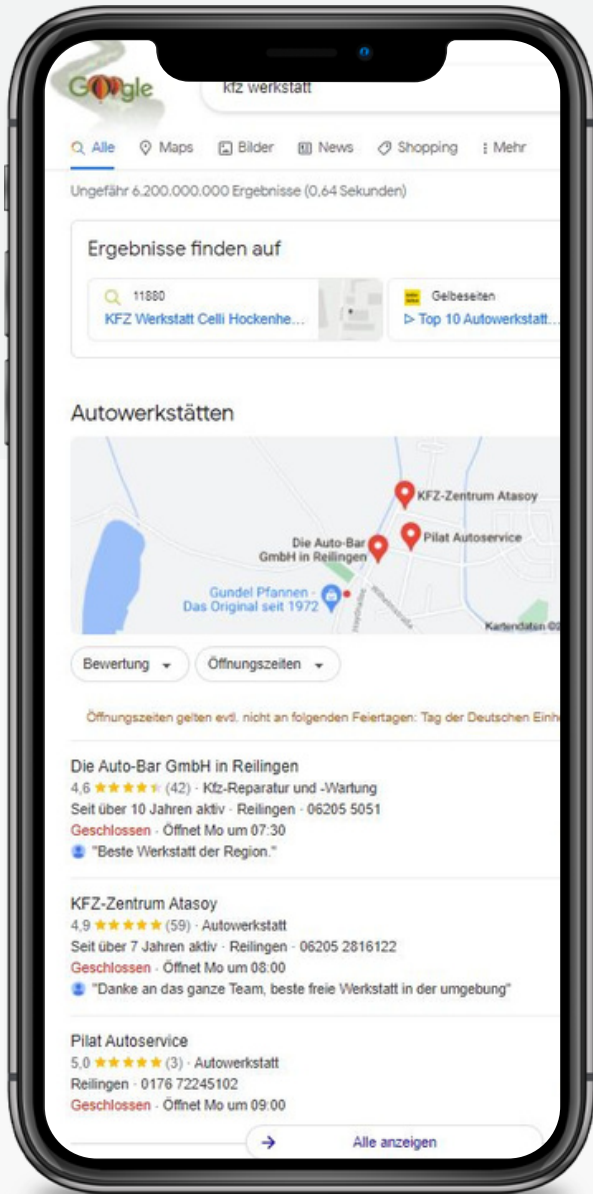 Google
kfz werkstatt
Alle Maps Bilder News Shopping Mehr
Ungefähr 6.200.000.000 Ergebnisse (0,64 Sekunden)
Ergebnisse finden auf
11880
KFZ Werkstatt Celli Hockenhe...
Gelbeseiten
▷ Top 10 Autowerkstatt...
Autowerkstätten
KFZ-Zentrum Atasoy
Pilat Autoservice
Die Auto-Bar
GmbH in Reilingen
Gundel Pfannen -
Das Original seit 1972
Kartendaten ©2
Bewertung
Öffnungszeiten
Öffnungszeiten gelten evtl. nicht an folgenden Feiertagen: Tag der Deutschen Einh
Die Auto-Bar GmbH in Reilingen
4,6 ★★★★★ (42) · Kfz-Reparatur und -Wartung
Seit über 10 Jahren aktiv · Reilingen · 06205 5051
Geschlossen · Öffnet Mo um 07:30
"Beste Werkstatt der Region."
KFZ-Zentrum Atasoy
4,9 ★★★★★ (59) · Autowerkstatt
Seit über 7 Jahren aktiv · Reilingen · 06205 2816122
Geschlossen · Öffnet Mo um 08:00
"Danke an das ganze Team, beste freie Werkstatt in der umgebung"
Pilat Autoservice
5,0 ★★★★★ (3) · Autowerkstatt
Reilingen · 0176 72245102
Geschlossen · Öffnet Mo um 09:00
→ Alle anzeigen